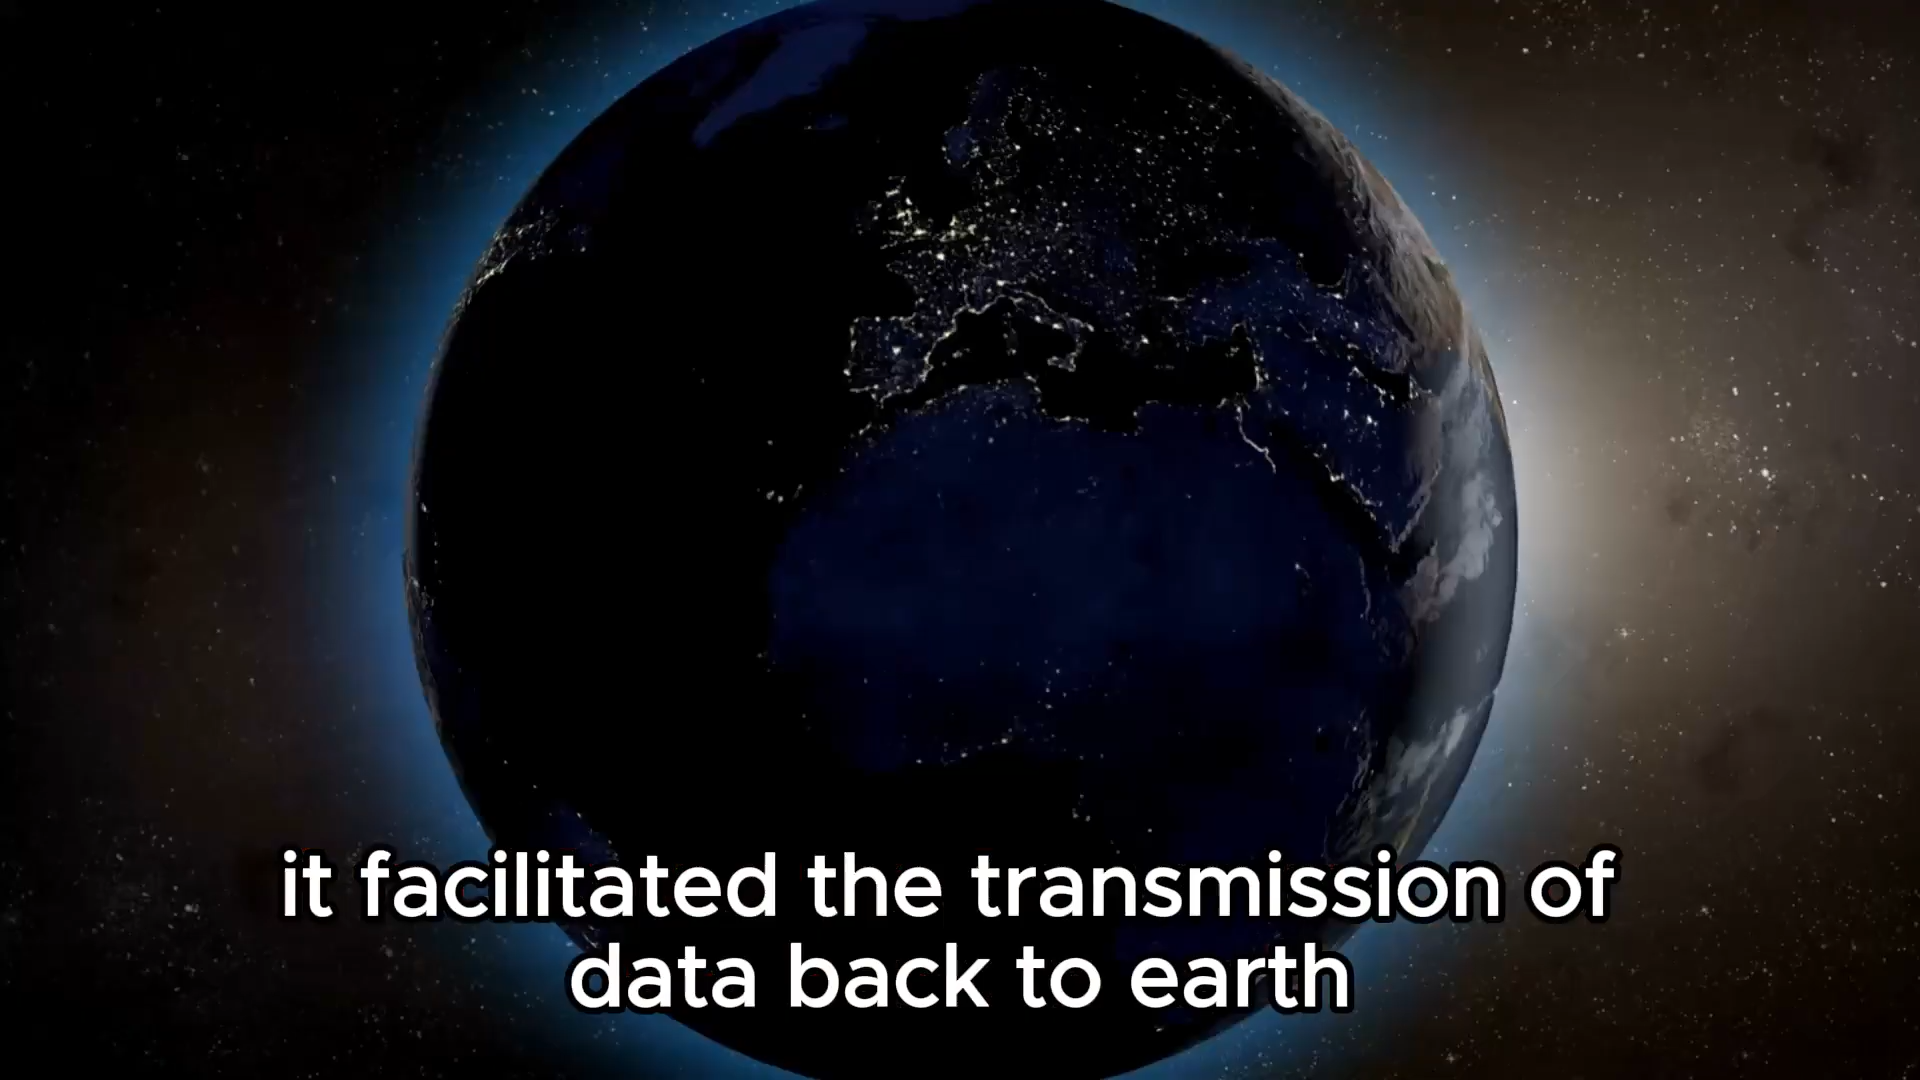 it facilitated the transmission of
data back to earth